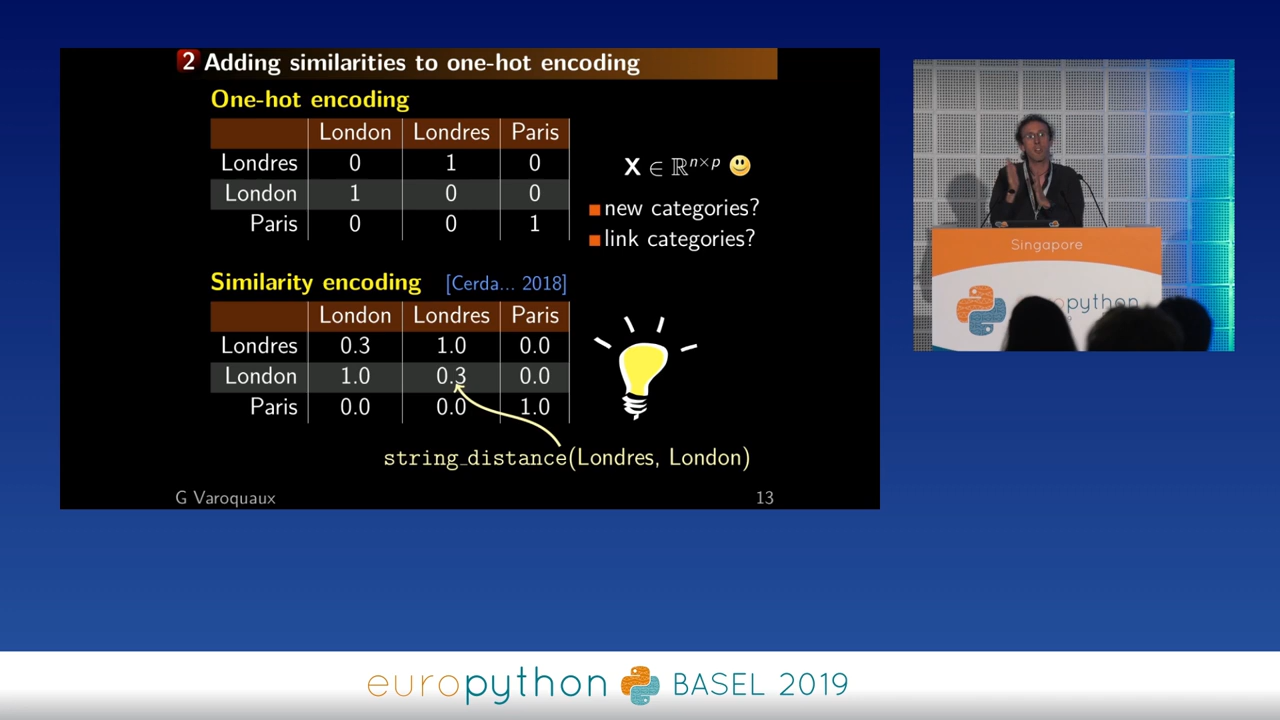 2 Adding similarities to one-hot encoding
One-hot encoding
London Londres Paris
Londres 0 1 0
London 1 0 0
Paris 0 0 1
X ∈ ℝⁿˣᵖ
new categories?
link categories?
Similarity encoding [Cerda... 2018]
London Londres Paris
Londres 0.3 1.0 0.0
London 1.0 0.3 0.0
Paris 0.0 0.0 1.0
string_distance(Londres, London)
G Varoquaux 13
Singapore
europython
europython BASEL 2019